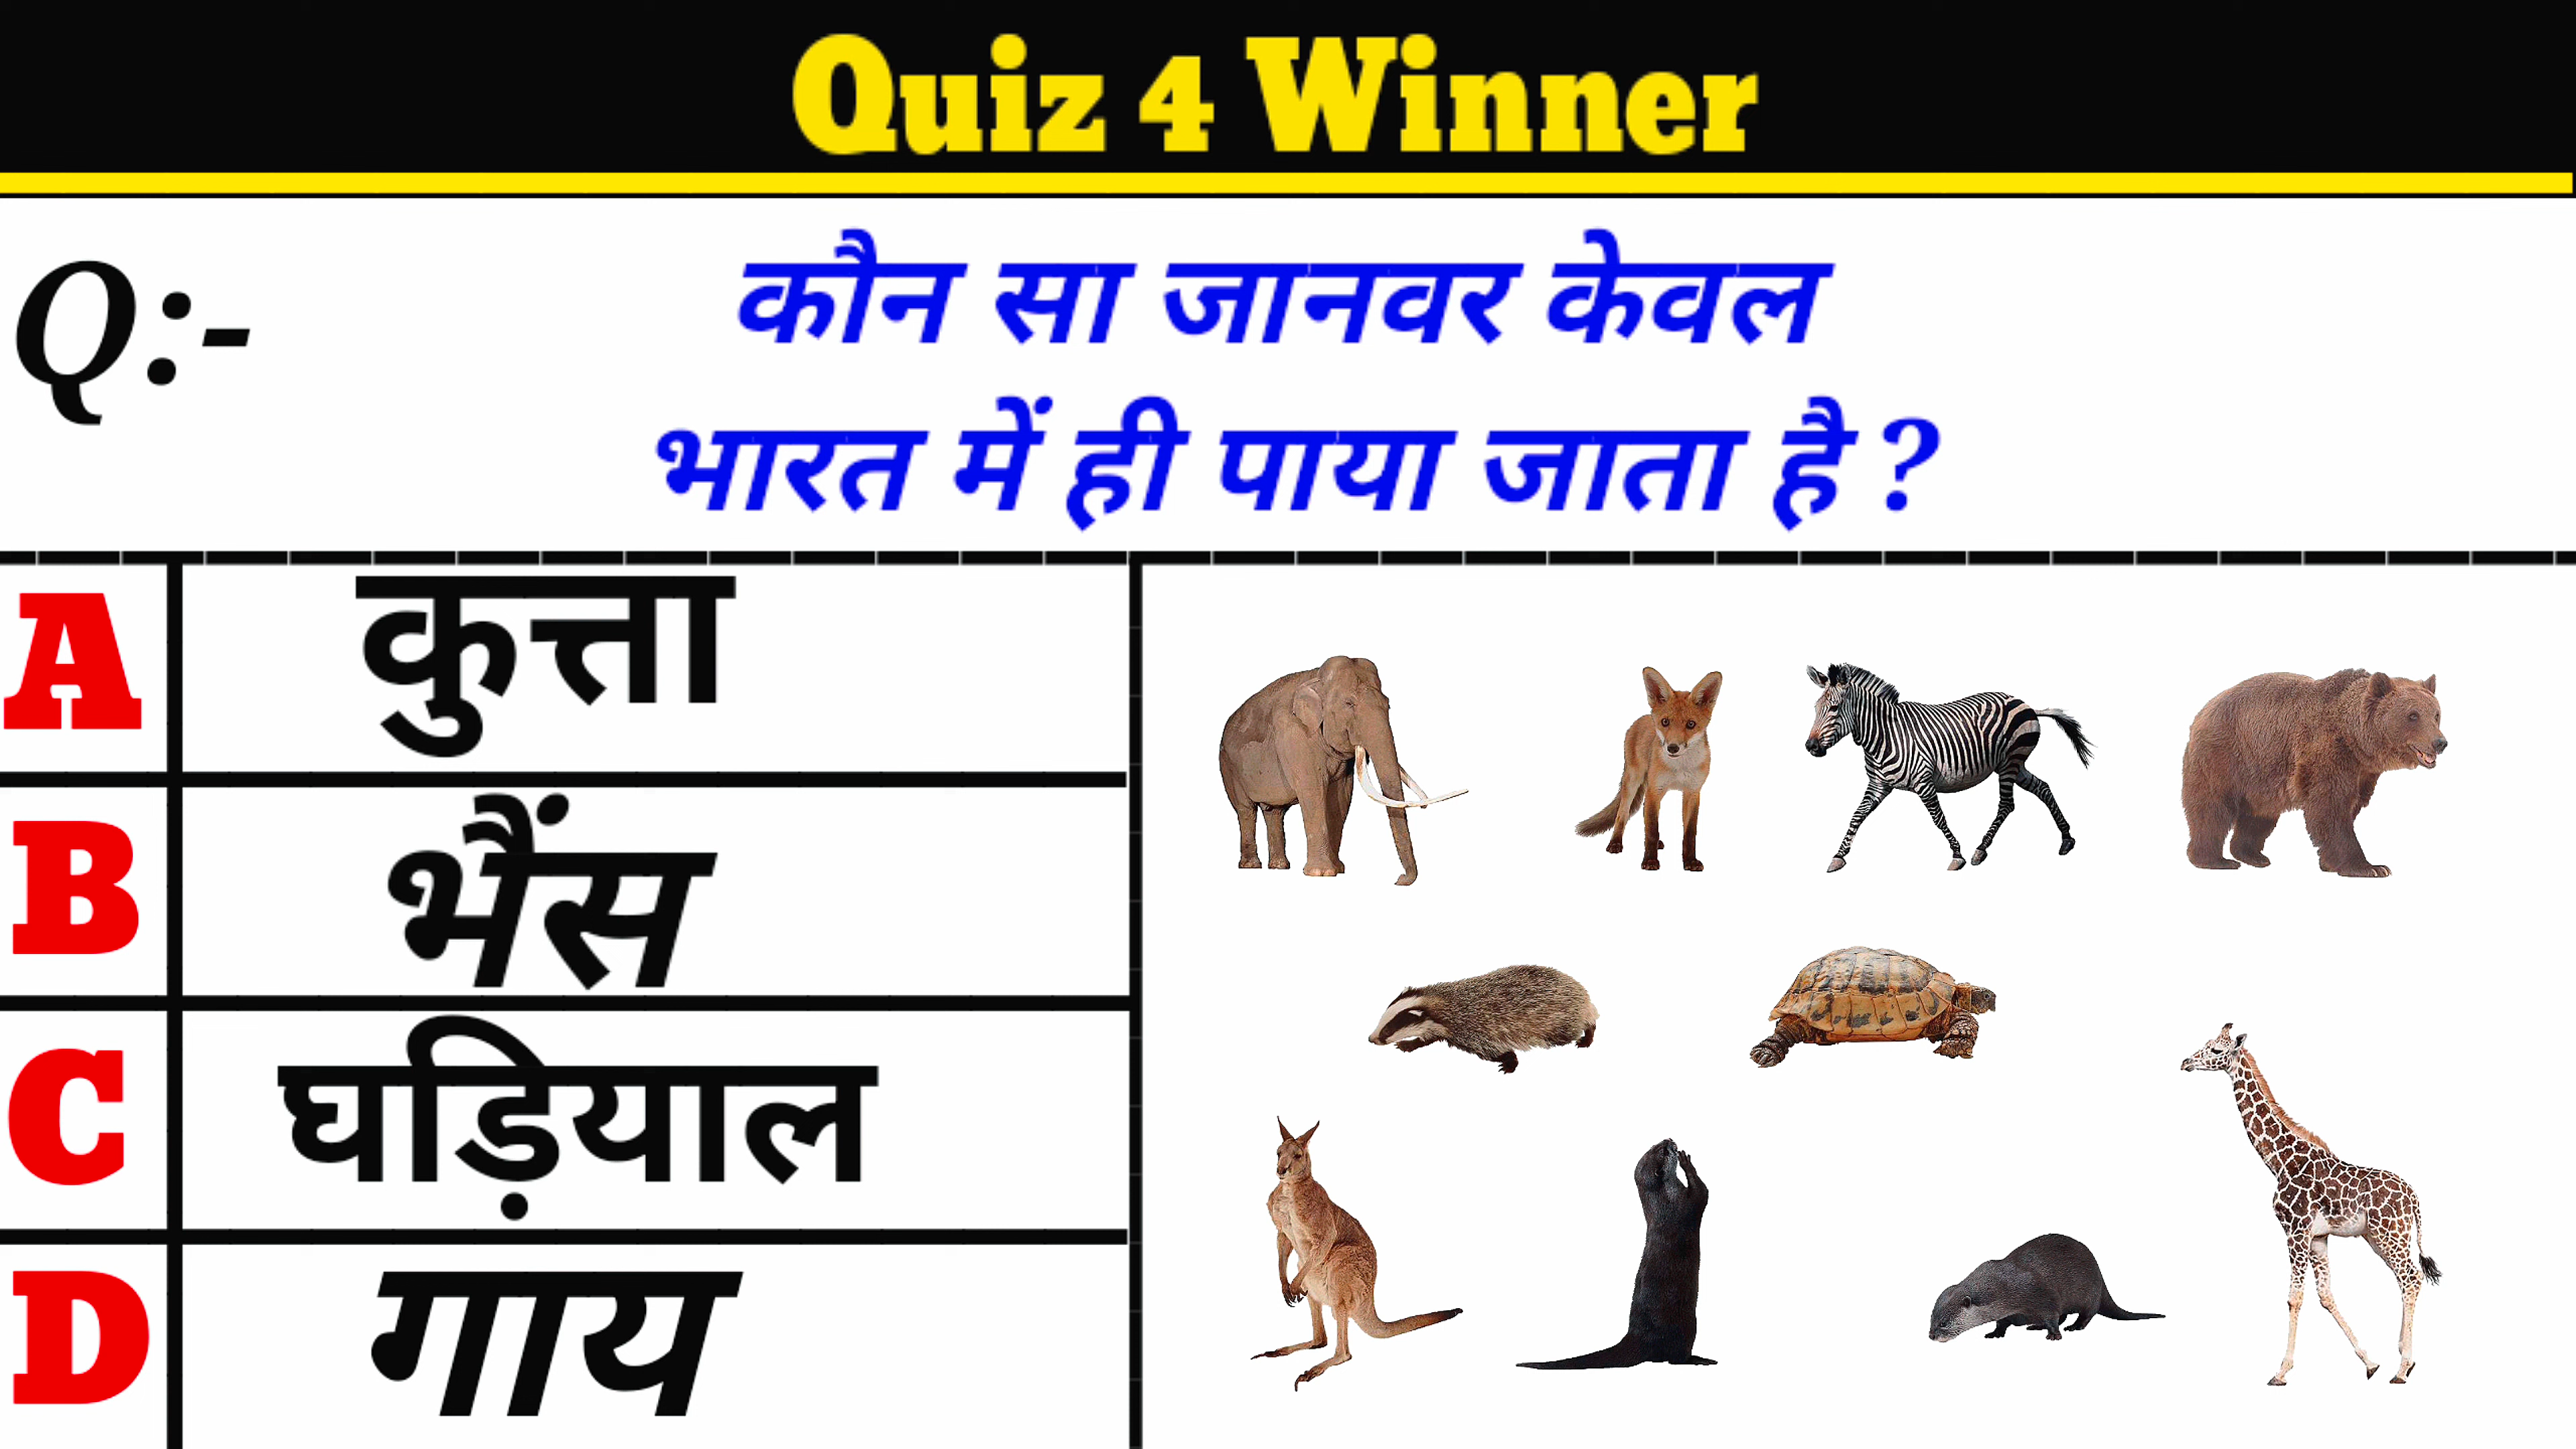 Quiz 4 Winner
Q:-
कौन सा जानवर केवल
भारत में ही पाया जाता है ?
A कुत्ता
B भैंस
C घड़ियाल
D गाय